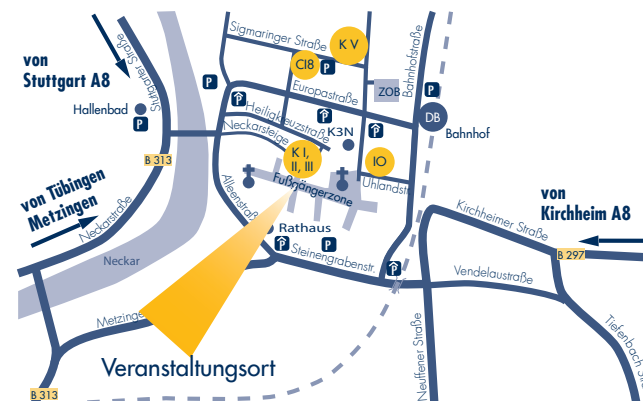 von
Stuttgart A8
Stuttgarter Straße
Sigmaringer Straße
K V
CI8
P
P
Hallenbad
P
Europastraße
ZOB
Bahnhofstraße
P
DB
Bahnhof
P
Heiligkreuzstraße
Neckarsteige
K3N
P
B 313
K I,
II, III
IO
Uhlandstr.
Fußgängerzone
von Tübingen
Metzingen
Neckarstraße
Alleenstraße
von
Kirchheim A8
Kirchheimer Straße
B 297
Rathaus
P
P
Steinengrabenstr.
P
Neckar
Vendelaustraße
Metzinge
Neuffener Straße
Tiefenbach St
Veranstaltungsort
B 313